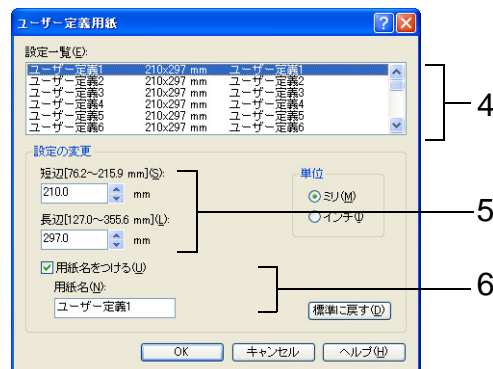 ユーザー定義用紙
設定一覧(E):
ユーザー定義1 210x297 mm ユーザー定義1
ユーザー定義2 210x297 mm ユーザー定義2
ユーザー定義3 210x297 mm ユーザー定義3
ユーザー定義4 210x297 mm ユーザー定義4
ユーザー定義5 210x297 mm ユーザー定義5
ユーザー定義6 210x297 mm ユーザー定義6
4
設定の変更
短辺[76.2～215.9 mm](S):
210.0 mm
長辺[127.0～355.6 mm](L):
297.0 mm
単位
ミリ(M)
インチ(I)
5
用紙名をつける(U)
用紙名(N):
ユーザー定義1
6
標準に戻す(D)
OK キャンセル ヘルプ(H)